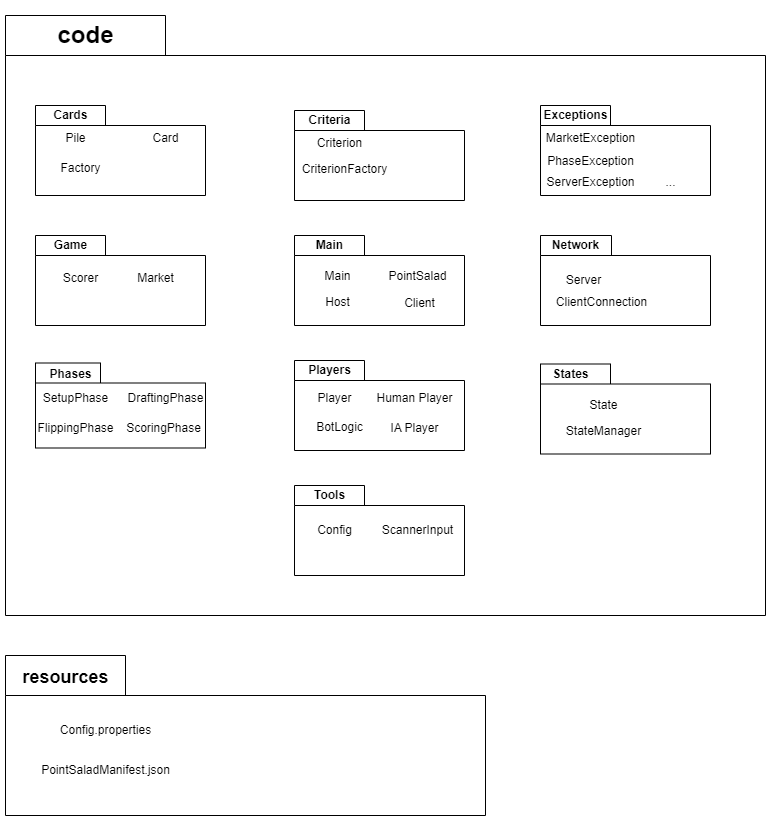 code
Cards
Pile Card
Factory
Criteria
Criterion
CriterionFactory
Exceptions
MarketException
PhaseException
ServerException ...
Game
Scorer Market
Main
Main PointSalad
Host Client
Network
Server
ClientConnection
Phases
SetupPhase DraftingPhase
FlippingPhase ScoringPhase
Players
Player Human Player
BotLogic IA Player
States
State
StateManager
Tools
Config ScannerInput
resources
Config.properties
PointSaladManifest.json